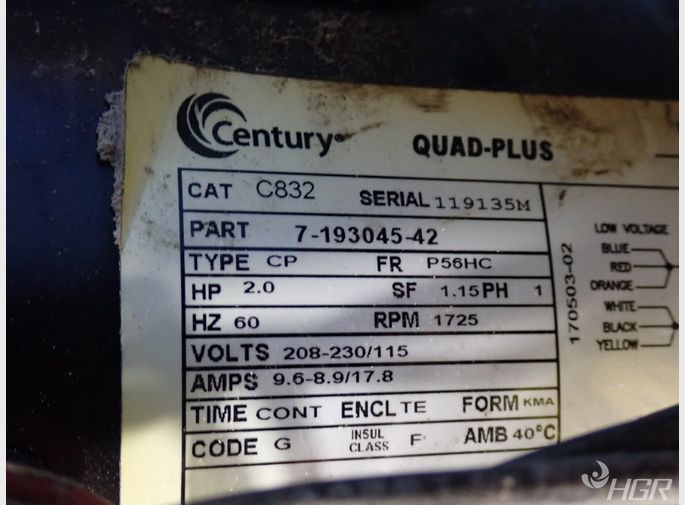 Century® QUAD-PLUS
CAT C832 SERIAL 119135M
PART 7-193045-42
TYPE CP FR P56HC
HP 2.0 SF 1.15 PH 1
HZ 60 RPM 1725
VOLTS 208-230/115
AMPS 9.6-8.9/17.8
TIME CONT ENCL TE FORM KMA
CODE G INSUL CLASS F AMB 40°C
170503-02
LOW VOLTAGE
BLUE
RED
ORANGE
WHITE
BLACK
YELLOW
HGR